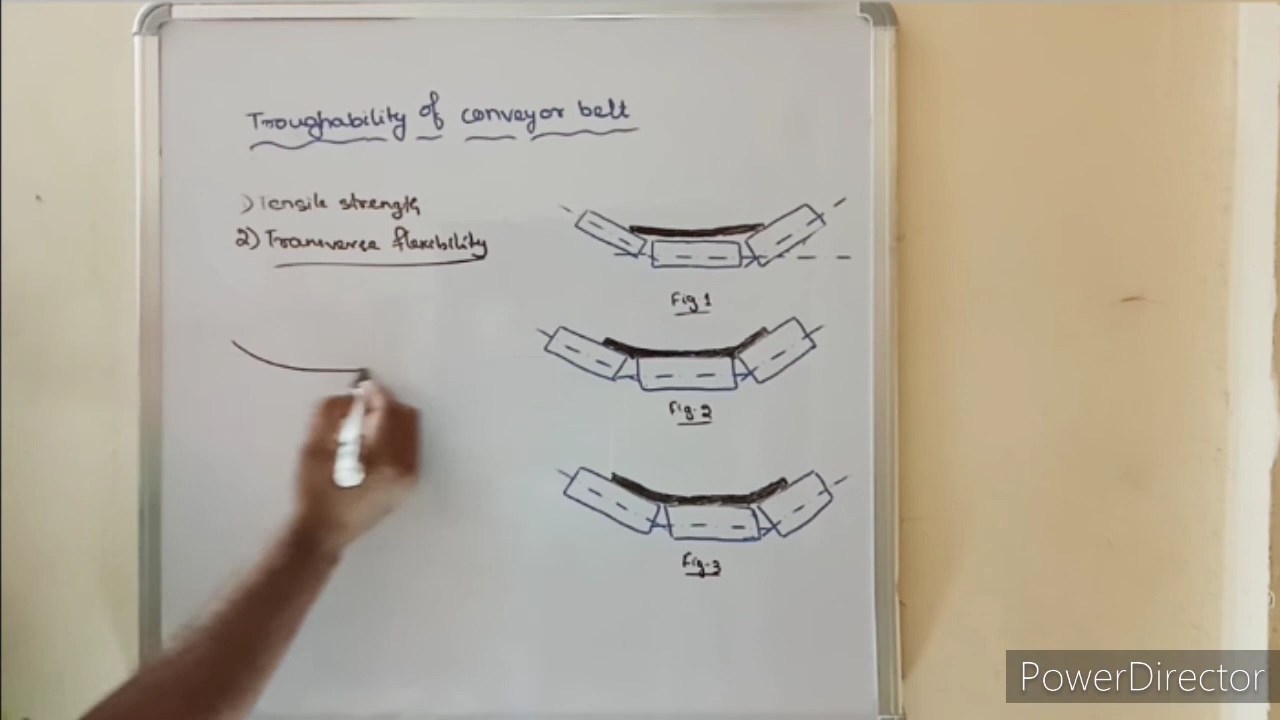 Troughability of conveyor belt
1) Tensile strength
2) Transverse flexibility
Fig 1
Fig-2
Fig-3
PowerDirector